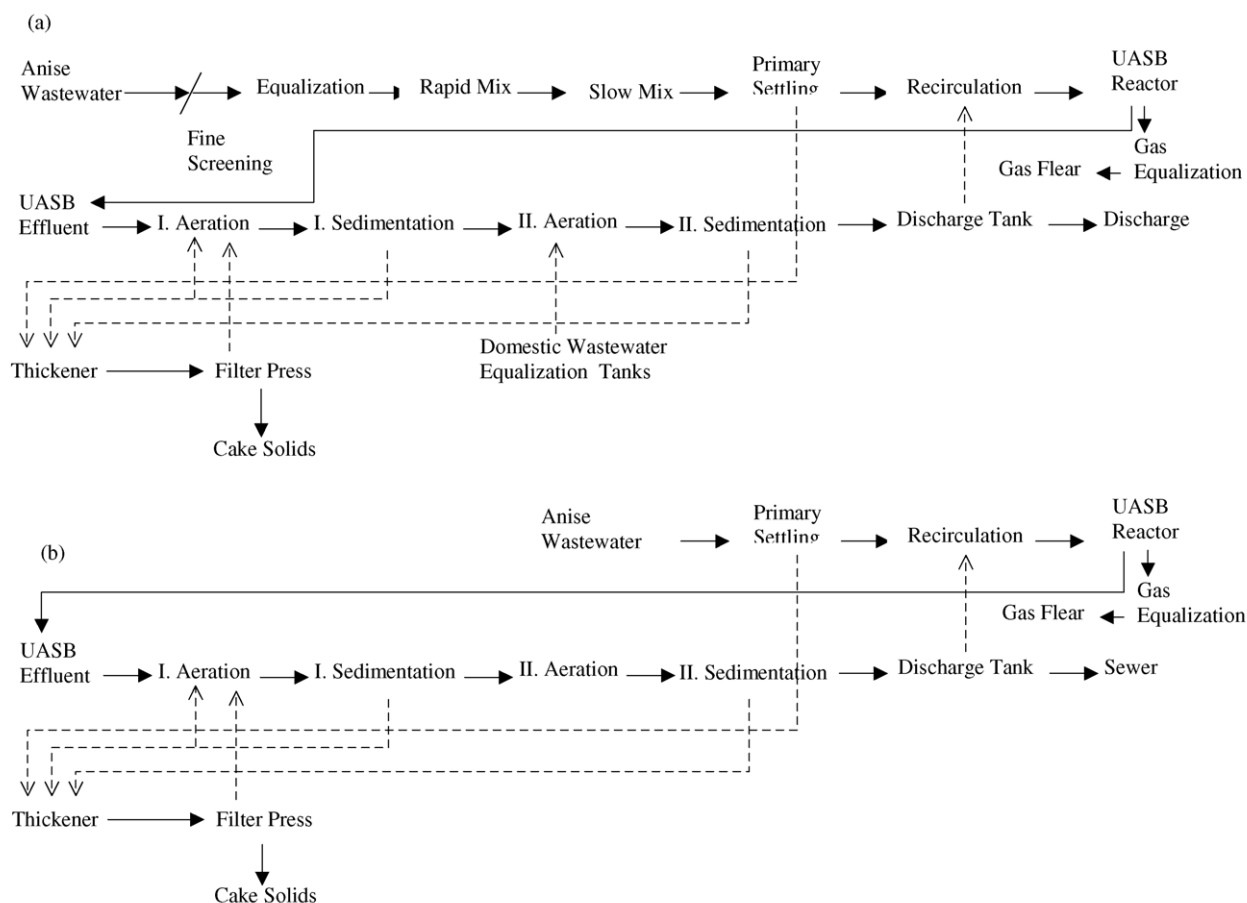 (a)
Anise
Wastewater
Fine
Screening
Equalization
Rapid Mix
Slow Mix
Primary
Settling
Recirculation
UASB
Reactor
Gas
Equalization
Gas Flear
UASB
Effluent
I. Aeration
I. Sedimentation
II. Aeration
II. Sedimentation
Discharge Tank
Discharge
Thickener
Filter Press
Domestic Wastewater
Equalization Tanks
Cake Solids
(b)
Anise
Wastewater
Primary
Settling
Recirculation
UASB
Reactor
Gas
Equalization
Gas Flear
UASB
Effluent
I. Aeration
I. Sedimentation
II. Aeration
II. Sedimentation
Discharge Tank
Sewer
Thickener
Filter Press
Cake Solids